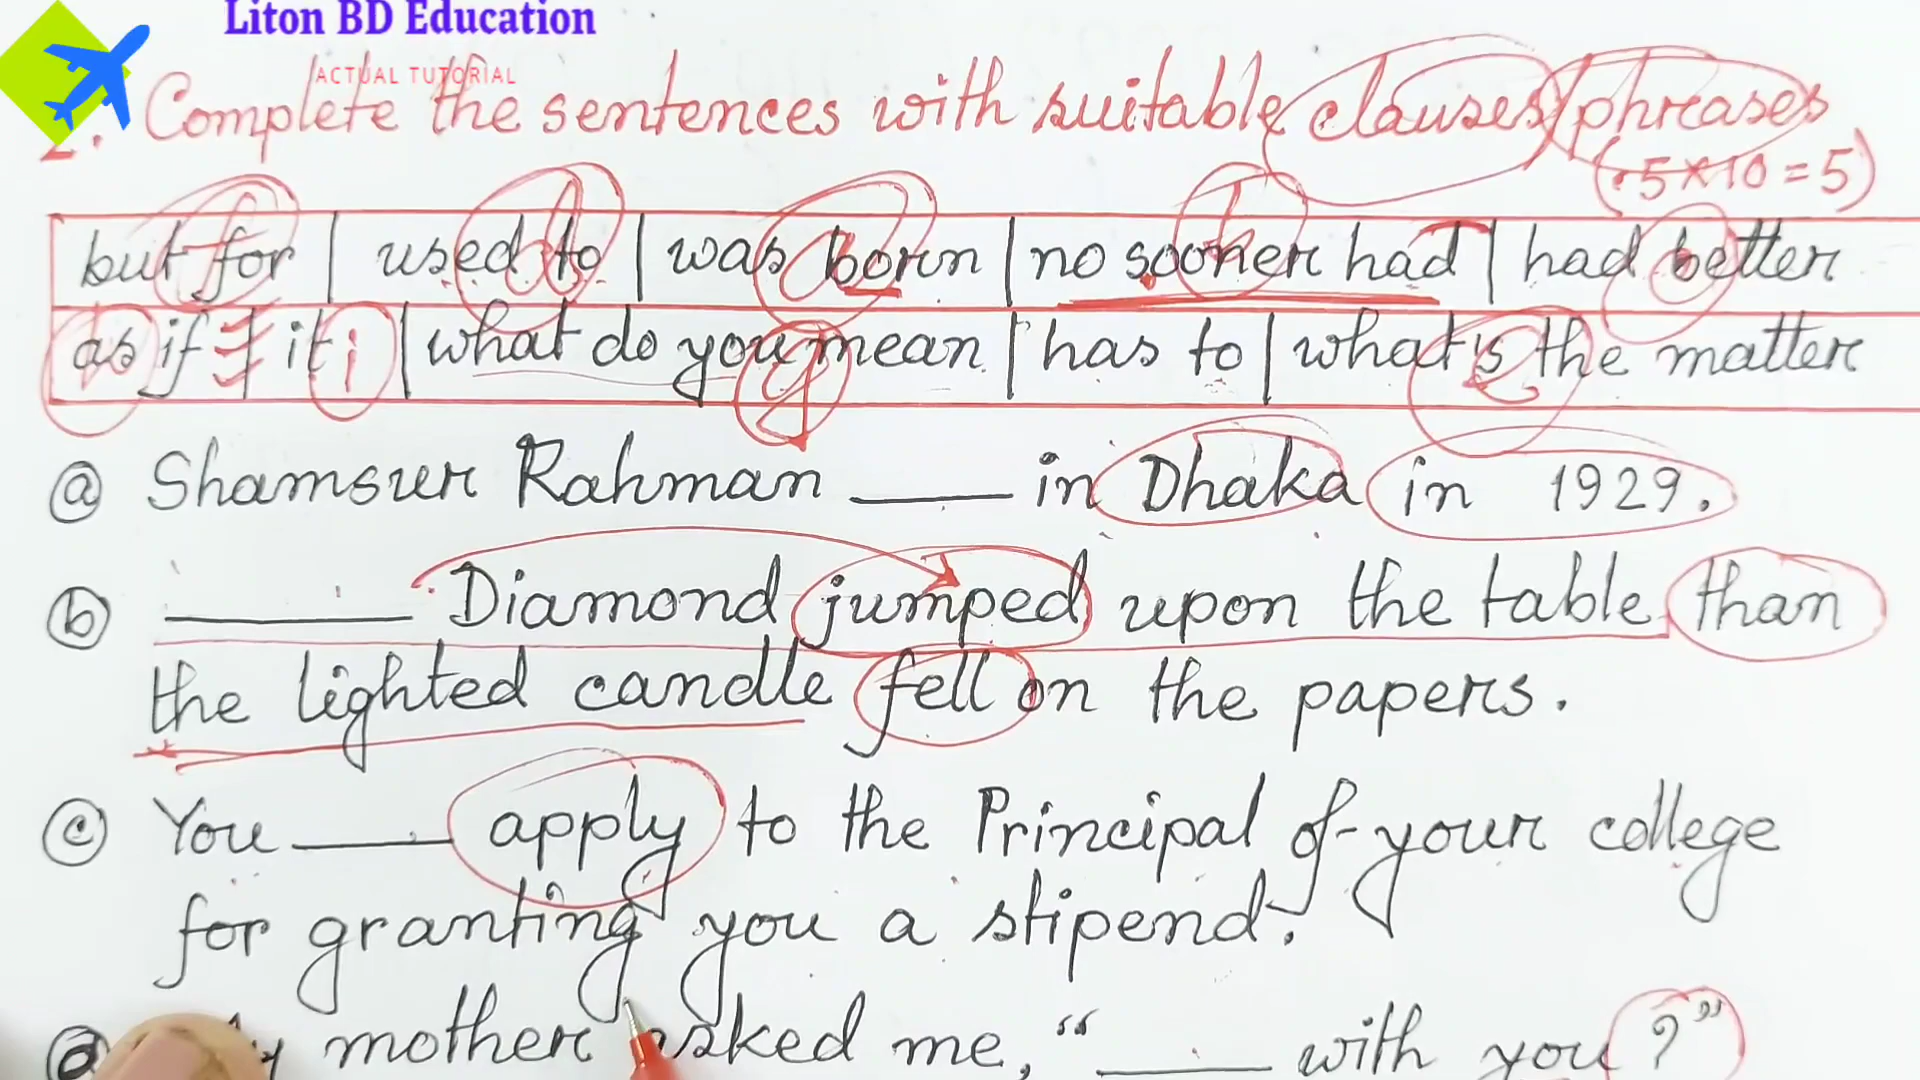 Liton BD Education
ACTUAL TUTORIAL
2. Complete the sentences with suitable clauses/phrases
(.5×10=5)
but for | used to | was born | no sooner had | had better
as if | it | what do you mean | has to | what's the matter
ⓐ Shamsur Rahman ____ in Dhaka in 1929.
ⓑ ____ Diamond jumped upon the table than
the lighted candle fell on the papers.
ⓒ You ____ apply to the Principal of your college
for granting you a stipend.
ⓓ mother asked me, “____ with you?”